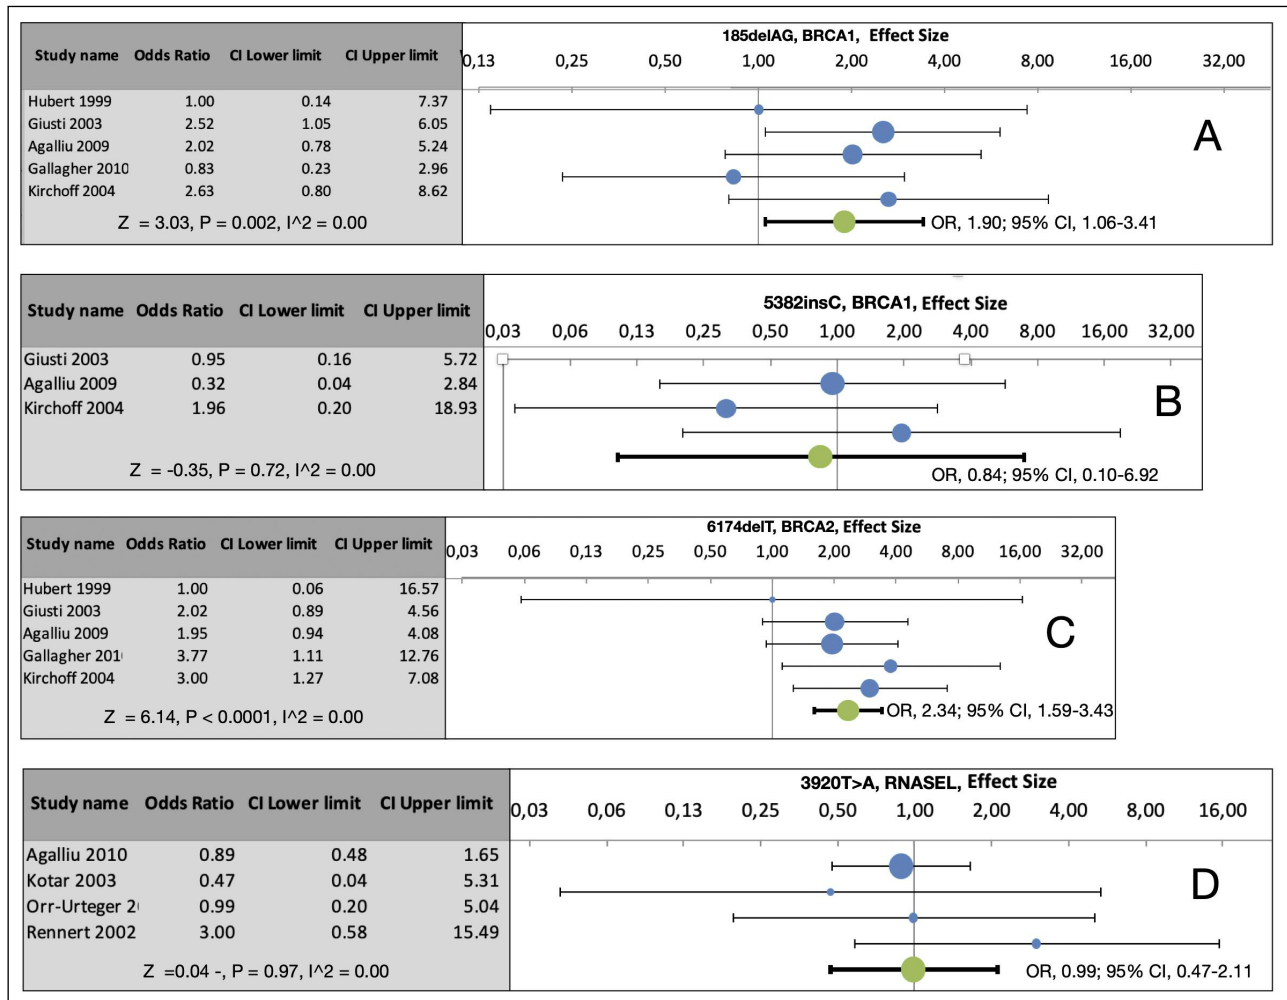 185delAG, BRCA1, Effect Size
Study name Odds Ratio CI Lower limit CI Upper limit
0,13 0,25 0,50 1,00 2,00 4,00 8,00 16,00 32,00
Hubert 1999 1.00 0.14 7.37
Giusti 2003 2.52 1.05 6.05
Agalliu 2009 2.02 0.78 5.24
Gallagher 2010 0.83 0.23 2.96
Kirchoff 2004 2.63 0.80 8.62
A
Z = 3.03, P = 0.002, I^2 = 0.00
OR, 1.90; 95% CI, 1.06-3.41
5382insC, BRCA1, Effect Size
Study name Odds Ratio CI Lower limit CI Upper limit
0,03 0,06 0,13 0,25 0,50 1,00 2,00 4,00 8,00 16,00 32,00
Giusti 2003 0.95 0.16 5.72
Agalliu 2009 0.32 0.04 2.84
Kirchoff 2004 1.96 0.20 18.93
B
Z = -0.35, P = 0.72, I^2 = 0.00
OR, 0.84; 95% CI, 0.10-6.92
6174delT, BRCA2, Effect Size
Study name Odds Ratio CI Lower limit CI Upper limit
0,03 0,06 0,13 0,25 0,50 1,00 2,00 4,00 8,00 16,00 32,00
Hubert 1999 1.00 0.06 16.57
Giusti 2003 2.02 0.89 4.56
Agalliu 2009 1.95 0.94 4.08
Gallagher 201 3.77 1.11 12.76
Kirchoff 2004 3.00 1.27 7.08
C
Z = 6.14, P < 0.0001, I^2 = 0.00
OR, 2.34; 95% CI, 1.59-3.43
3920T>A, RNASEL, Effect Size
Study name Odds Ratio CI Lower limit CI Upper limit
0,03 0,06 0,13 0,25 0,50 1,00 2,00 4,00 8,00 16,00
Agalliu 2010 0.89 0.48 1.65
Kotar 2003 0.47 0.04 5.31
Orr-Urteger 2 0.99 0.20 5.04
Rennert 2002 3.00 0.58 15.49
D
Z =0.04 -, P = 0.97, I^2 = 0.00
OR, 0.99; 95% CI, 0.47-2.11